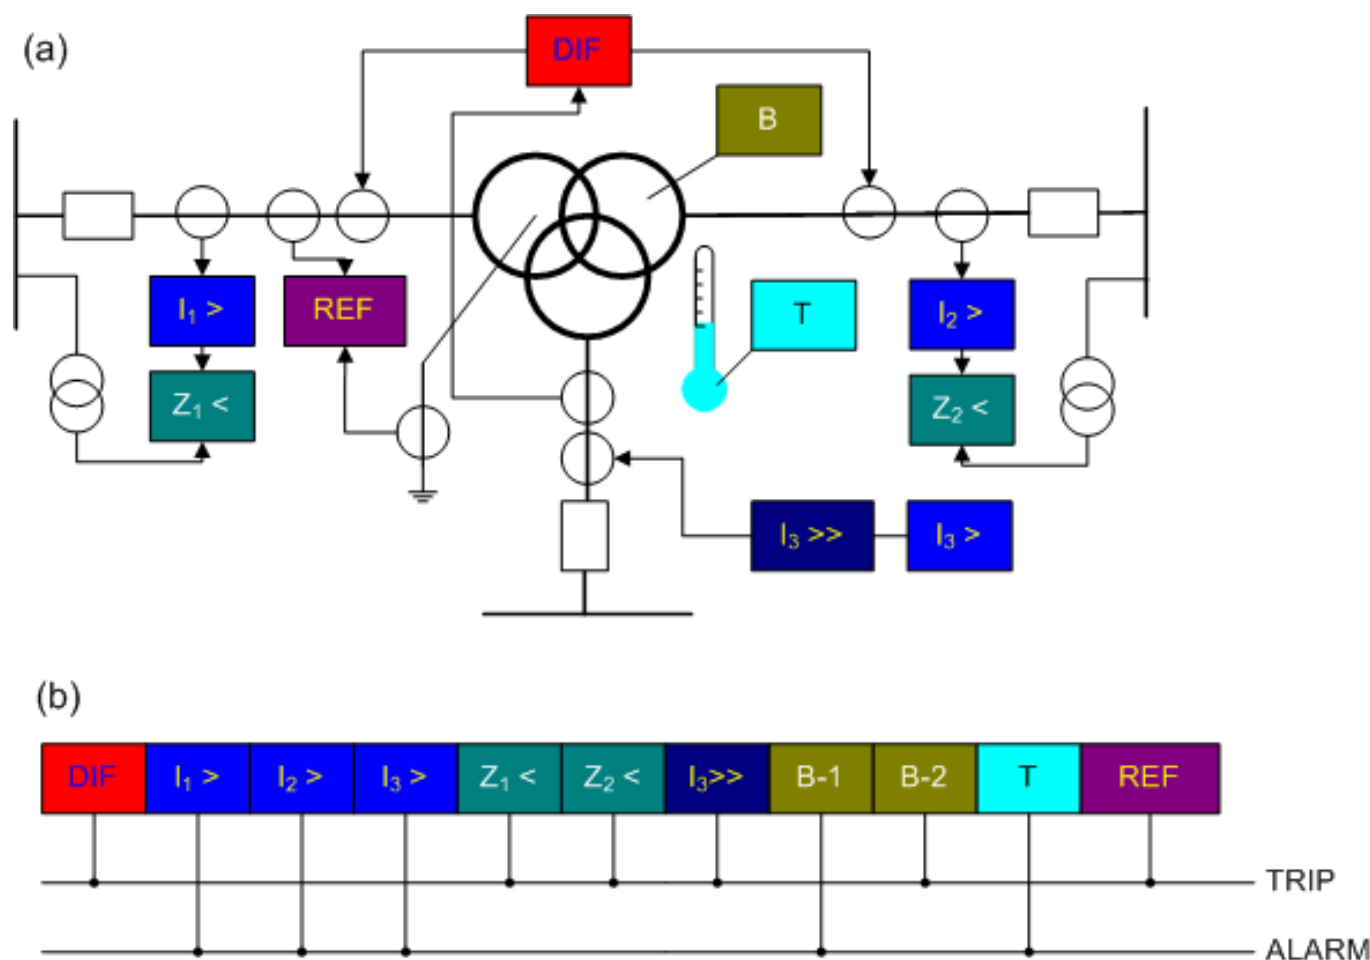 (a)
DIF
B
I₁ >
REF
T
I₂ >
Z₁ <
Z₂ <
I₃ >>
I₃ >
(b)
DIF I₁ > I₂ > I₃ > Z₁ < Z₂ < I₃>> B-1 B-2 T REF
TRIP
ALARM